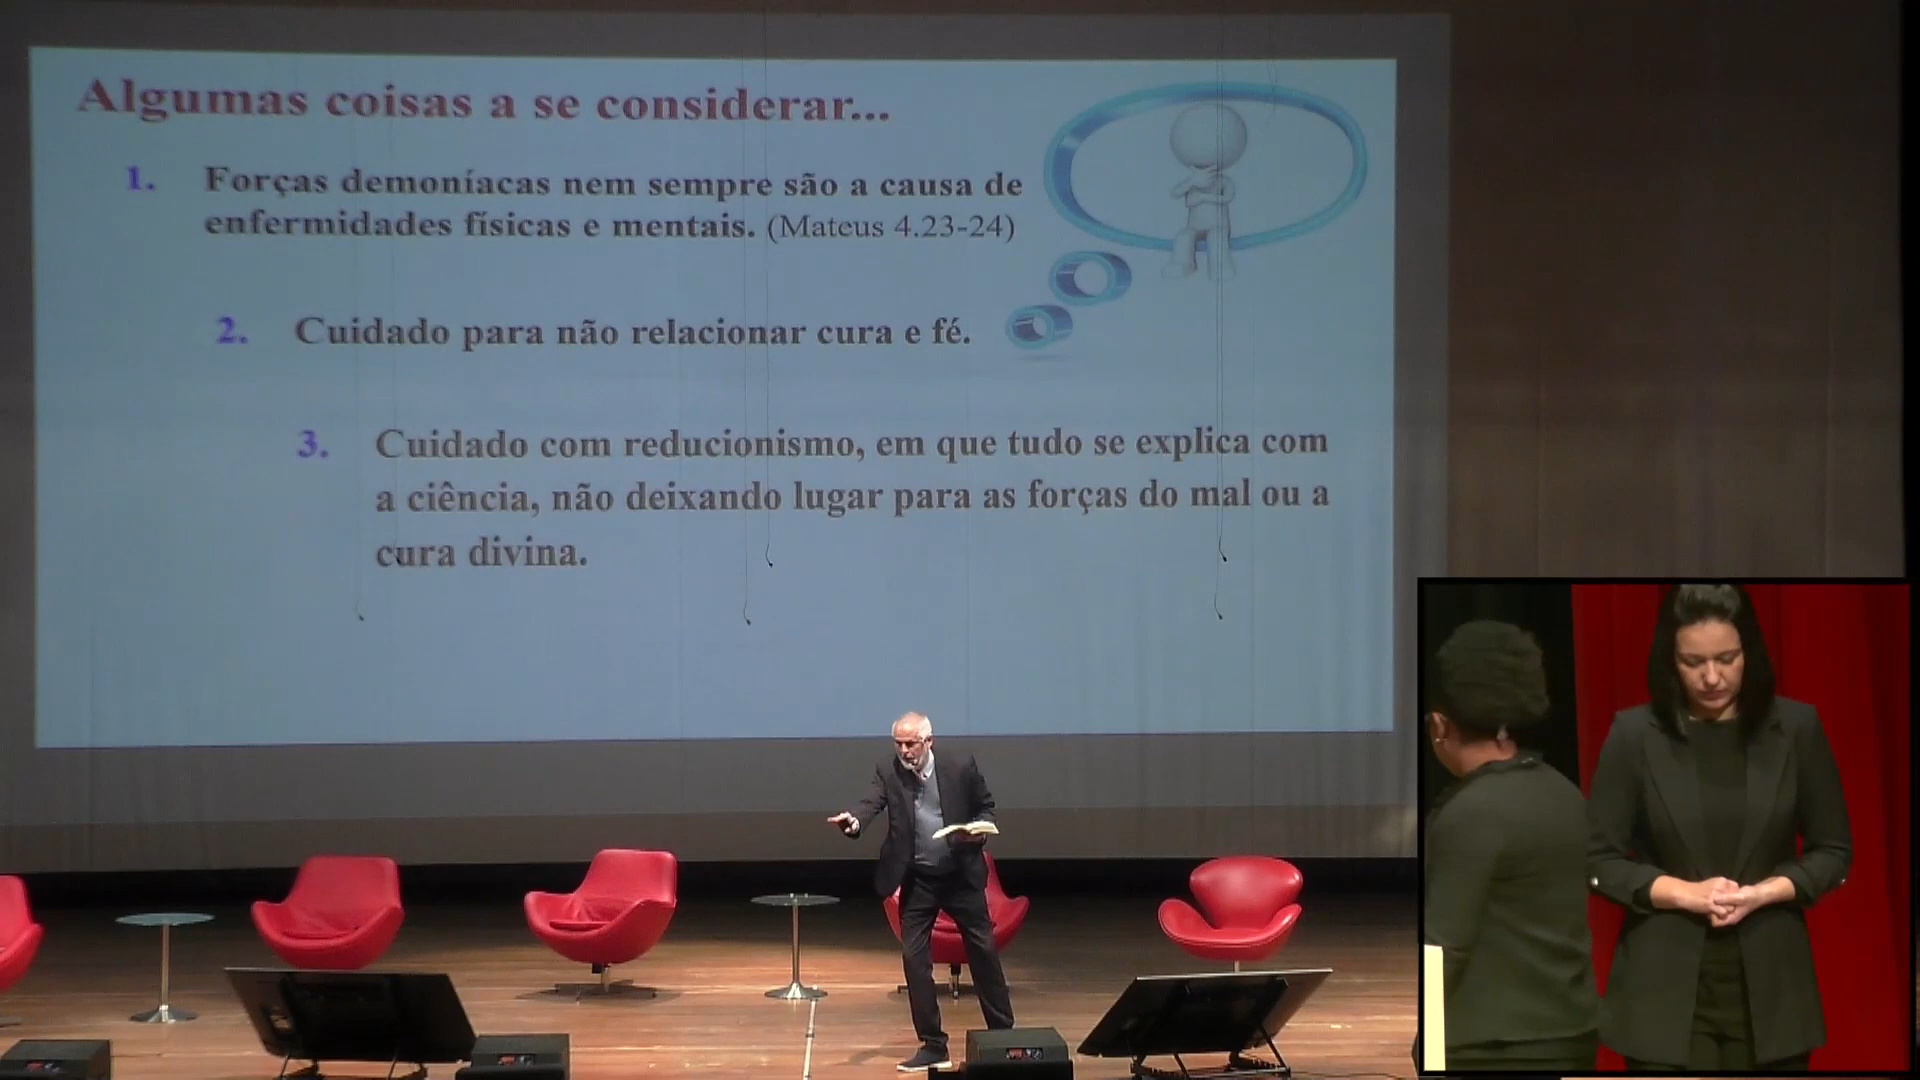 Algumas coisas a se considerar...
1. Forças demoníacas nem sempre são a causa de
enfermidades físicas e mentais. (Mateus 4.23-24)
2. Cuidado para não relacionar cura e fé.
3. Cuidado com reducionismo, em que tudo se explica com
a ciência, não deixando lugar para as forças do mal ou a
cura divina.